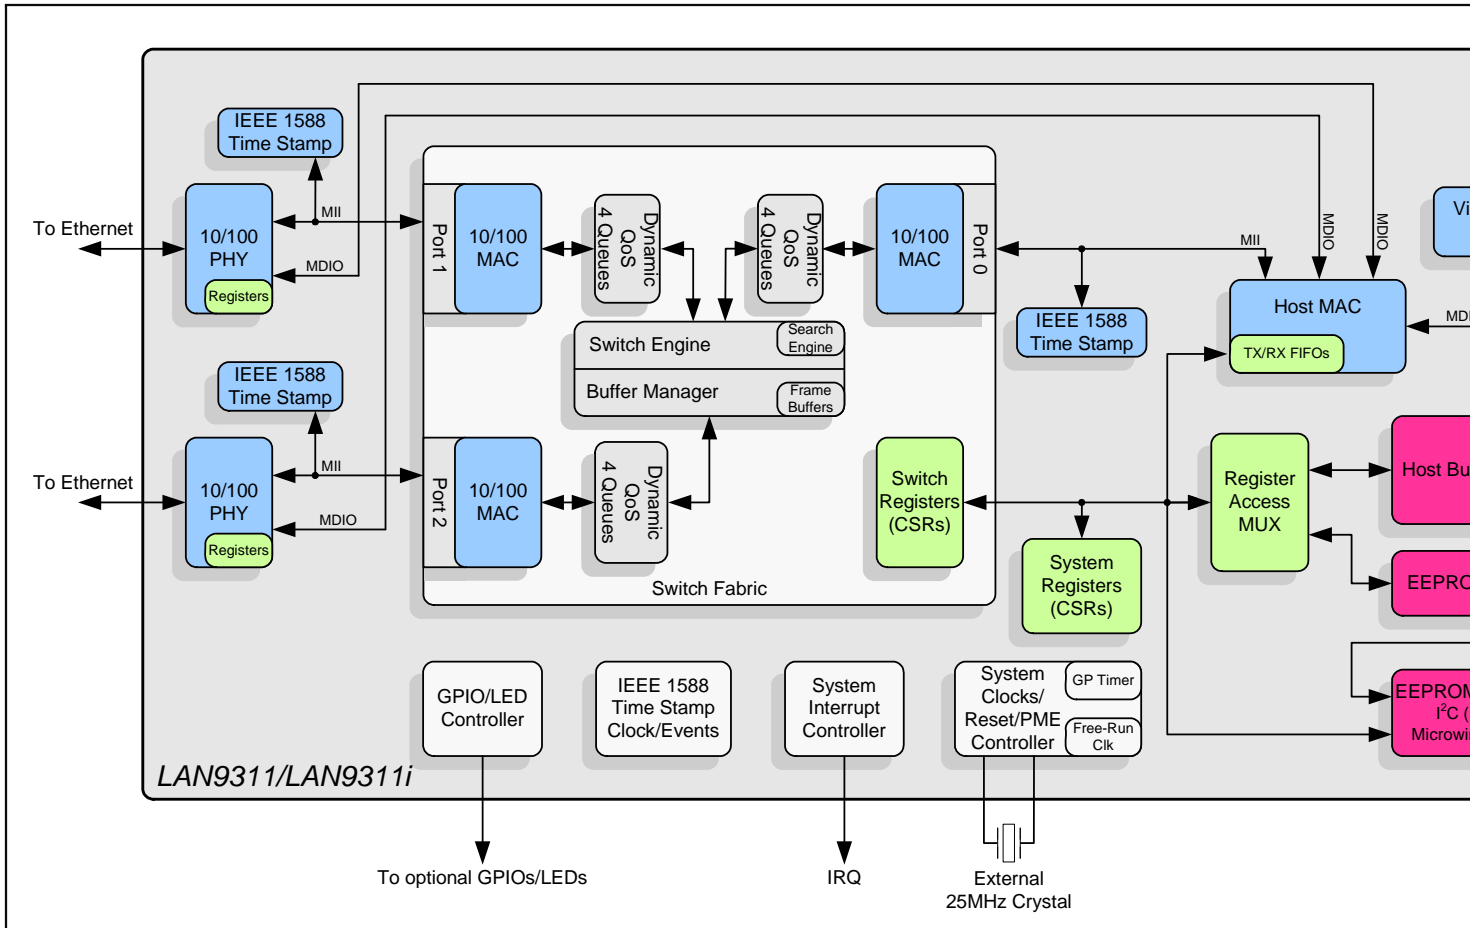 IEEE 1588
Time Stamp
To Ethernet
10/100
PHY
Registers
MII
MDIO
Port 1
10/100
MAC
Dynamic
QoS
4 Queues
Dynamic
QoS
4 Queues
10/100
MAC
Port 0
MII
MDIO
MDIO
IEEE 1588
Time Stamp
Host MAC
TX/RX FIFOs
Switch Engine
Search
Engine
Buffer Manager
Frame
Buffers
IEEE 1588
Time Stamp
To Ethernet
10/100
PHY
Registers
MII
MDIO
Port 2
10/100
MAC
Dynamic
QoS
4 Queues
Switch
Registers
(CSRs)
Switch Fabric
System
Registers
(CSRs)
Register
Access
MUX
Host Bu
EEPRO
EEPROM
I²C (
Microwi
GPIO/LED
Controller
IEEE 1588
Time Stamp
Clock/Events
System
Interrupt
Controller
System
Clocks/
Reset/PME
Controller
GP Timer
Free-Run
Clk
LAN9311/LAN9311i
To optional GPIOs/LEDs
IRQ
External
25MHz Crystal